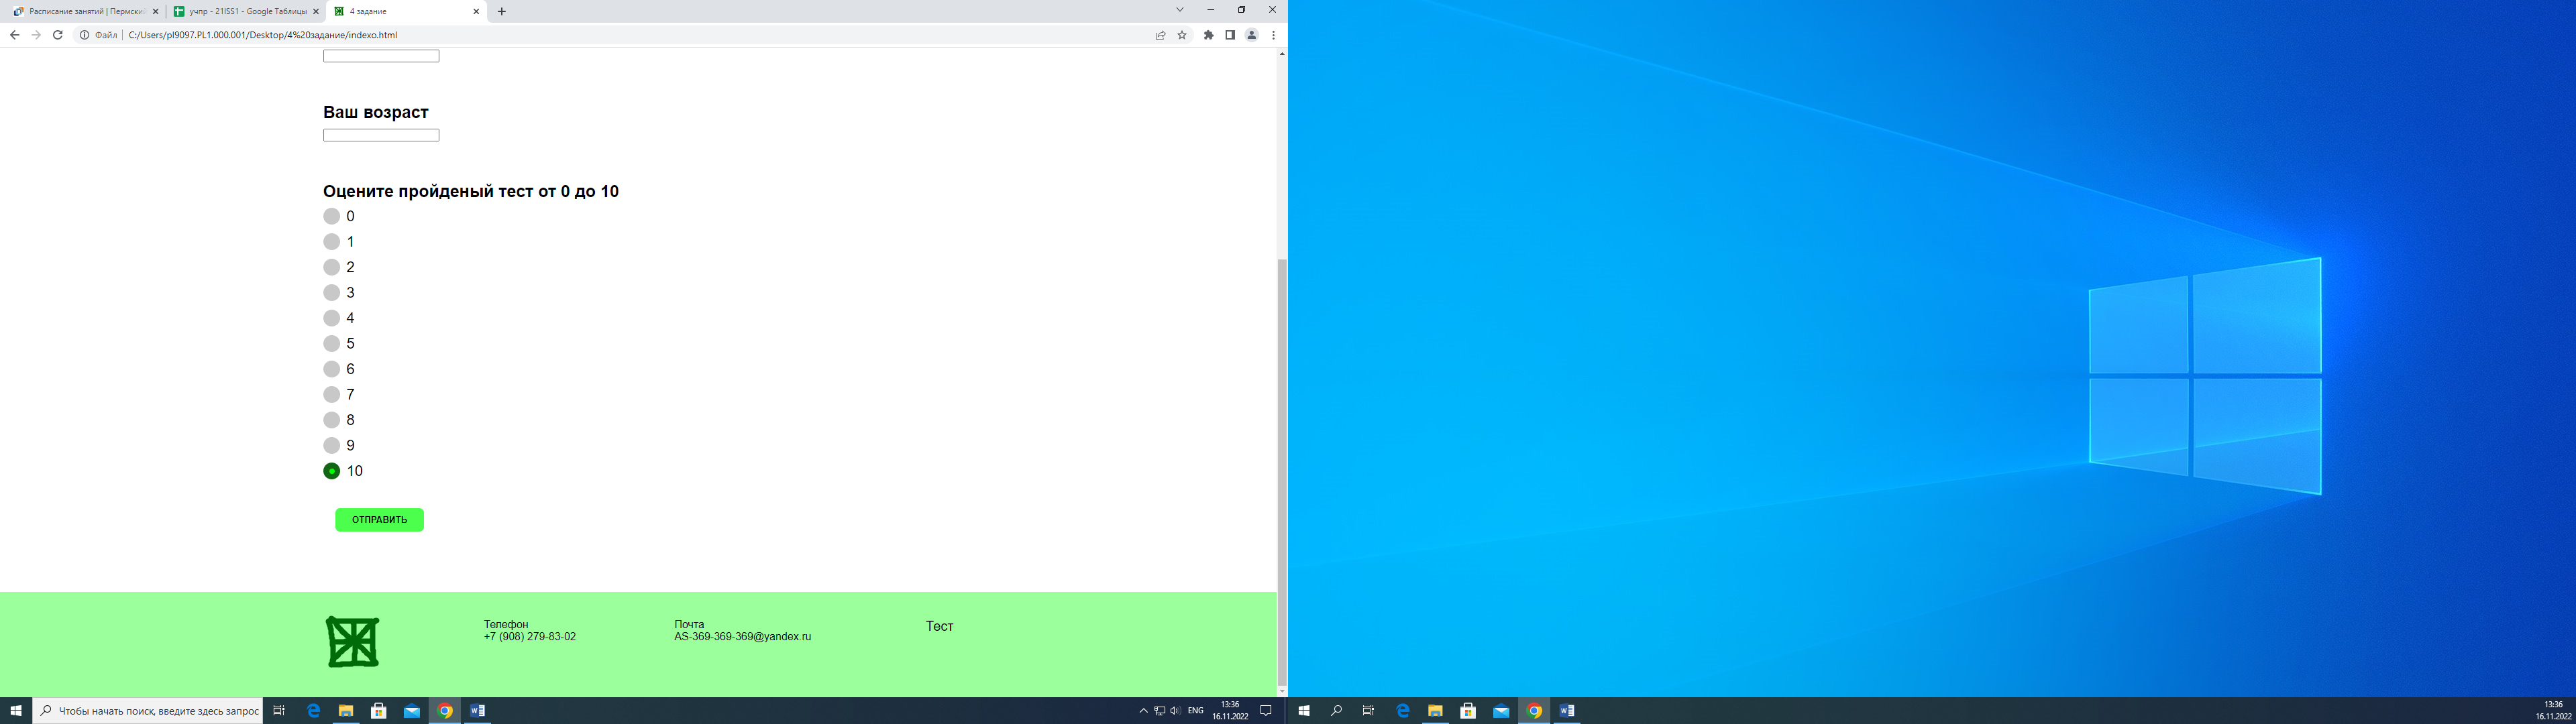 Расписание занятий | Пермский
учпр - 21ISS1 - Google Таблицы
4 задание
Файл | C:/Users/pl9097.PL1.000.001/Desktop/4%20задание/indexo.html
Ваш возраст
Оцените пройденый тест от 0 до 10
0
1
2
3
4
5
6
7
8
9
10
ОТПРАВИТЬ
Телефон
+7 (908) 279-83-02
Почта
AS-369-369-369@yandex.ru
Тест
Чтобы начать поиск, введите здесь запрос
ENG
13:36
16.11.2022
13:36
16.11.2022